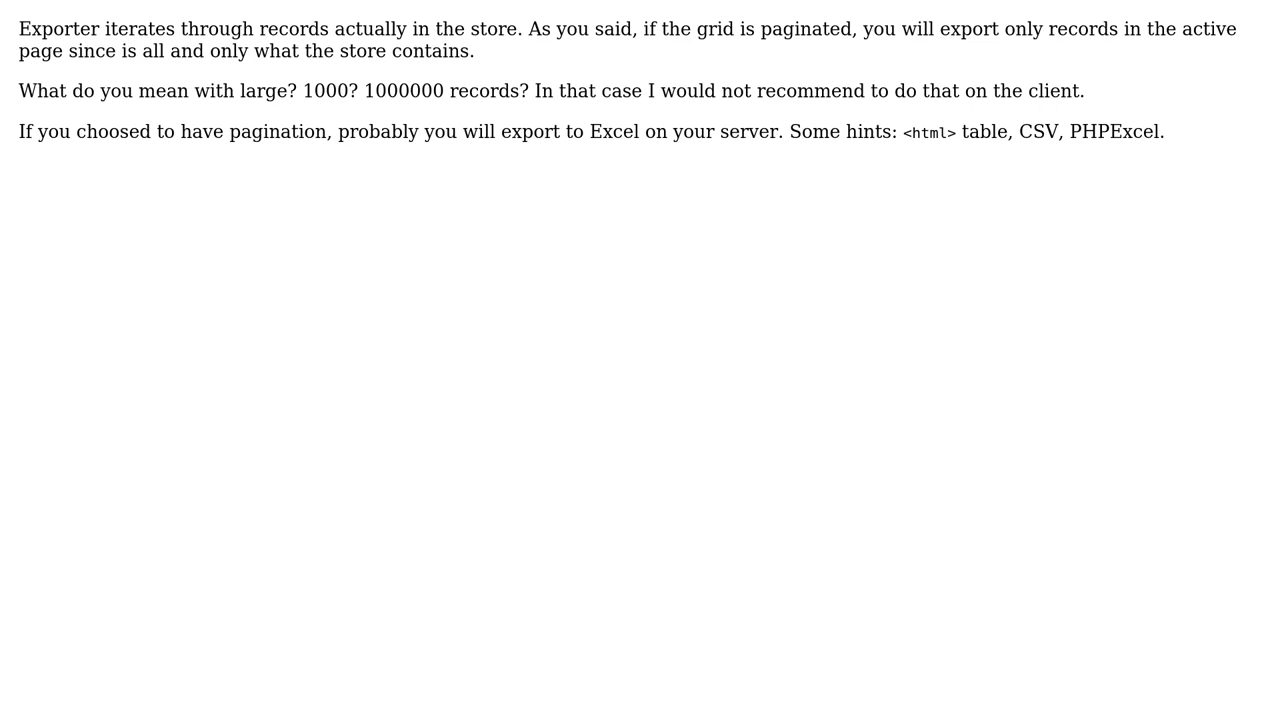 Exporter iterates through records actually in the store. As you said, if the grid is paginated, you will export only records in the active
page since is all and only what the store contains.
What do you mean with large? 1000? 1000000 records? In that case I would not recommend to do that on the client.
If you choosed to have pagination, probably you will export to Excel on your server. Some hints: <html> table, CSV, PHPExcel.